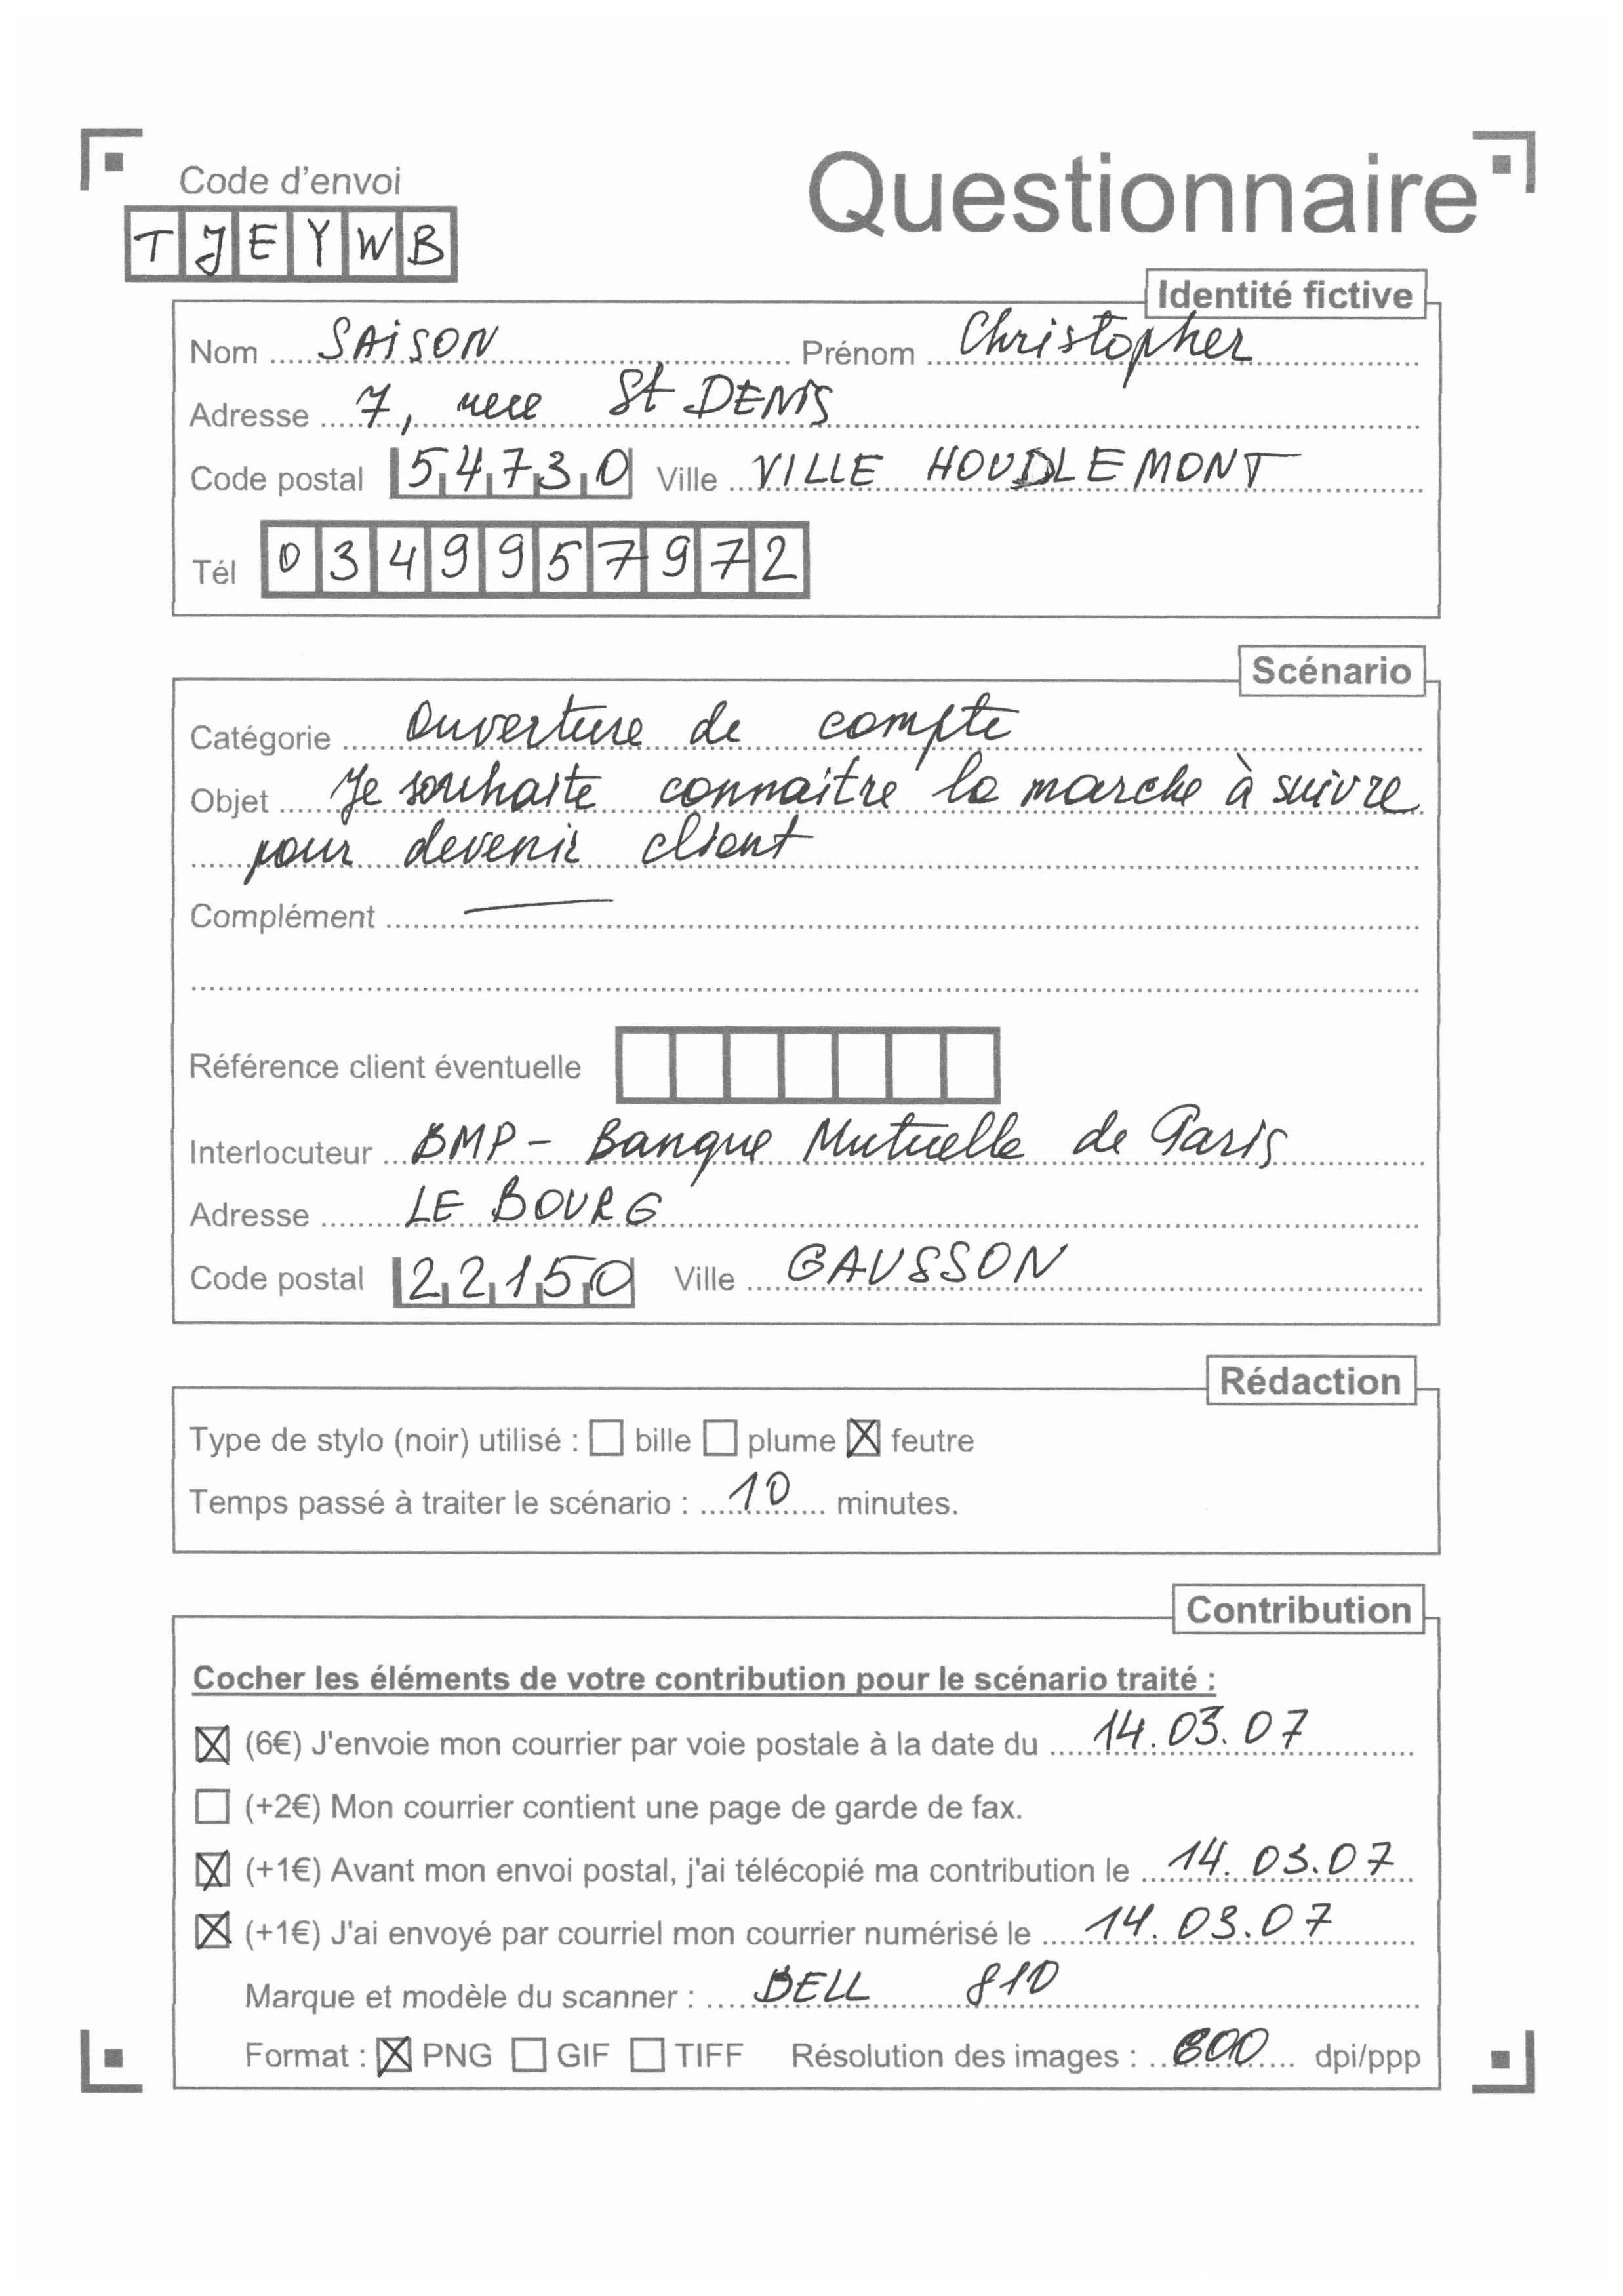 Code d'envoi
Questionnaire
TJEYWB
Identité fictive
Nom SAISON Prénom Christopher
Adresse 7, rue St DENIS
Code postal 54730 Ville VILLE HOUDLEMONT
Tél 0349957972
Scénario
Catégorie Ouverture de compte
Objet Je souhaite connaitre la marche à suivre
pour devenir client
Complément
Référence client éventuelle
Interlocuteur BMP - Banque Mutuelle de Paris
Adresse LE BOURG
Code postal 22150 Ville GAUSSON
Rédaction
Type de stylo (noir) utilisé : ☐ bille ☐ plume ☒ feutre
Temps passé à traiter le scénario : 10 minutes.
Contribution
Cocher les éléments de votre contribution pour le scénario traité :
☒ (6€) J'envoie mon courrier par voie postale à la date du 14.03.07
☐ (+2€) Mon courrier contient une page de garde de fax.
☒ (+1€) Avant mon envoi postal, j'ai télécopié ma contribution le 14.03.07
☒ (+1€) J'ai envoyé par courriel mon courrier numérisé le 14.03.07
Marque et modèle du scanner : BELL 810
Format : ☒ PNG ☐ GIF ☐ TIFF Résolution des images : dpi/ppp